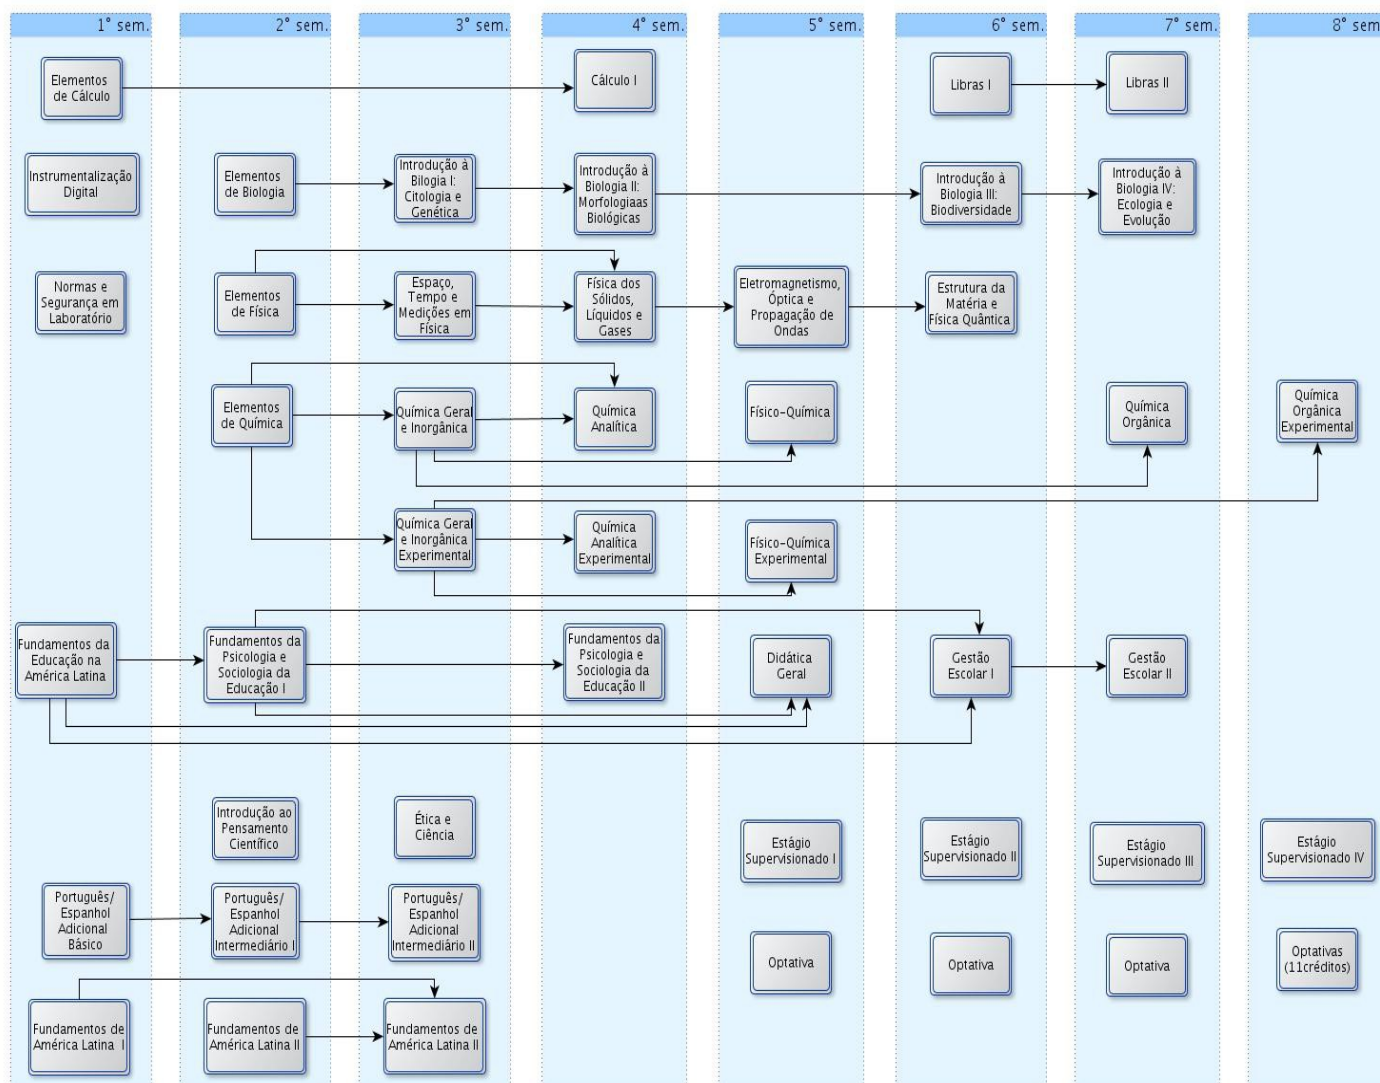 1° sem.
2° sem.
3° sem.
4° sem.
5° sem.
6° sem.
7° sem.
8° sem
Elementos
de Cálculo
Cálculo I
Libras I
Libras II
Instrumentalização
Digital
Elementos
de Biologia
Introdução à
Bilogia I:
Citologia e
Genética
Introdução à
Biologia II:
Morfologiaas
Biológicas
Introdução à
Biologia III:
Biodiversidade
Introdução à
Biologia IV:
Ecologia e
Evolução
Normas e
Segurança em
Laboratório
Elementos
de Física
Espaço,
Tempo e
Medições em
Física
Física dos
Sólidos,
Líquidos e
Gases
Eletromagnetismo,
Óptica e
Propagação de
Ondas
Estrutura da
Matéria e
Física Quântica
Elementos
de Química
Química Geral
e Inorgânica
Química
Analítica
Físico-Química
Química
Orgânica
Química
Orgânica
Experimental
Química Geral
e Inorgânica
Experimental
Química
Analítica
Experimental
Físico-Química
Experimental
Fundamentos da
Educação na
América Latina
Fundamentos da
Psicologia e
Sociologia da
Educação I
Fundamentos da
Psicologia e
Sociologia da
Educação II
Didática
Geral
Gestão
Escolar I
Gestão
Escolar II
Introdução ao
Pensamento
Científico
Ética e
Ciência
Estágio
Supervisionado I
Estágio
Supervisionado II
Estágio
Supervisionado III
Estágio
Supervisionado IV
Português/
Espanhol
Adicional
Básico
Português/
Espanhol
Adicional
Intermediário I
Português/
Espanhol
Adicional
Intermediário II
Optativa
Optativa
Optativa
Optativas
(11créditos)
Fundamentos de
América Latina I
Fundamentos de
América Latina II
Fundamentos de
América Latina II